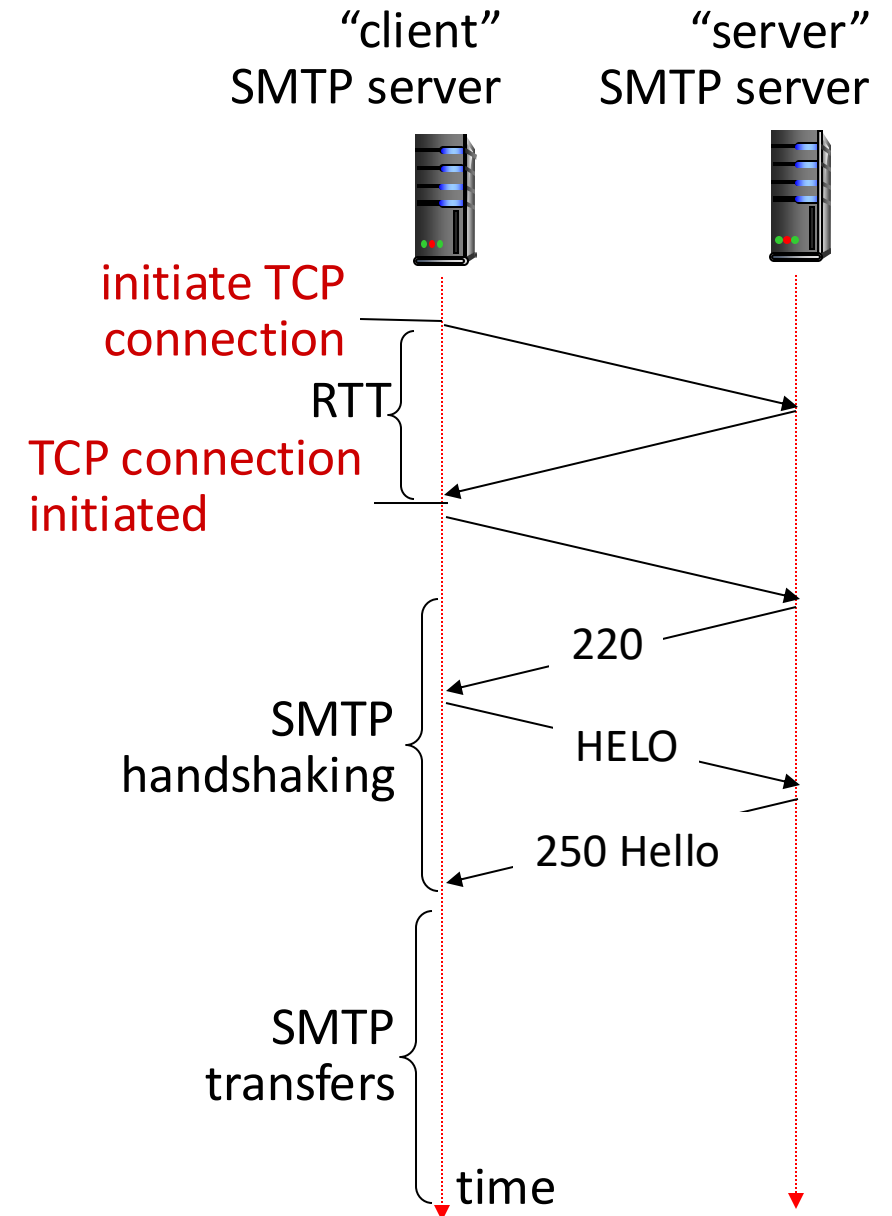 “client”
SMTP server
“server”
SMTP server
initiate TCP
connection
RTT
TCP connection
initiated
220
SMTP
handshaking
HELO
250 Hello
SMTP
transfers
time